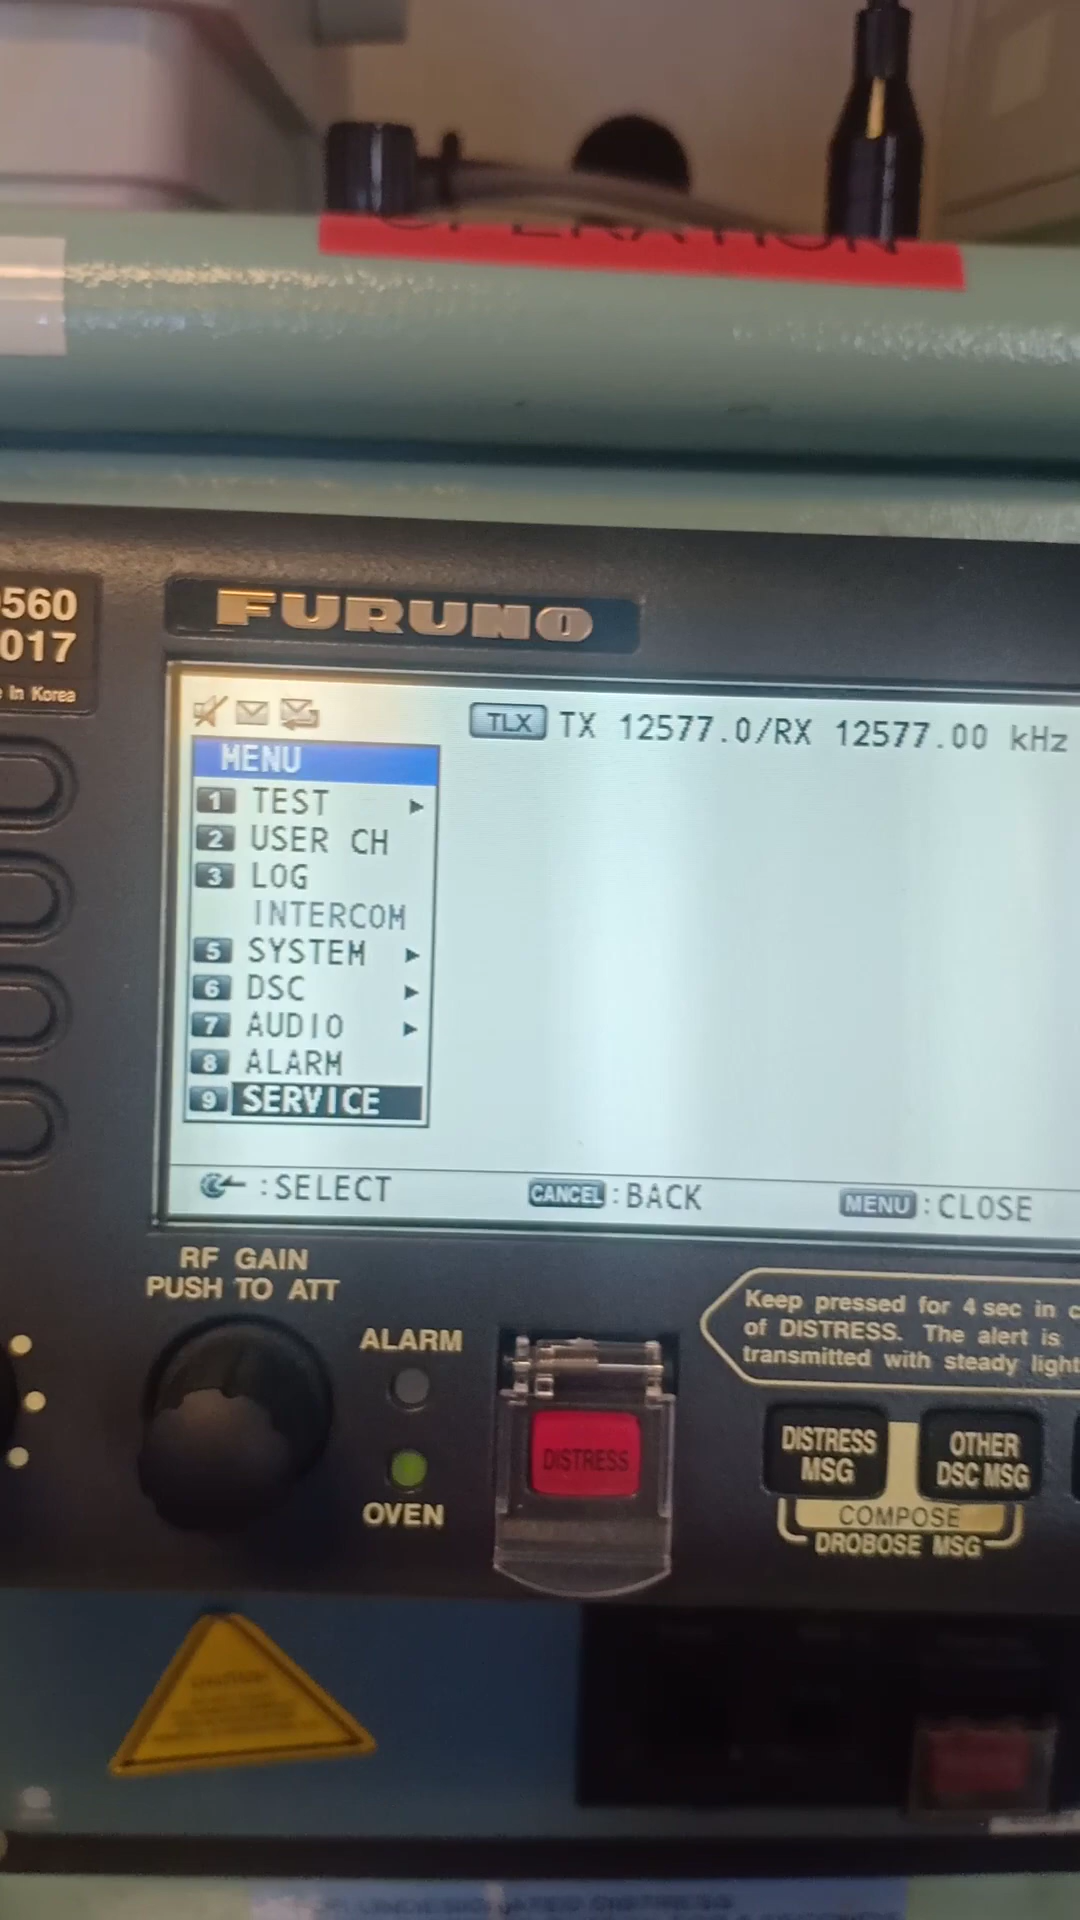 OPERATION
560
017
In Korea
FURUNO
TLX TX 12577.0/RX 12577.00 kHz
MENU
1 TEST
2 USER CH
3 LOG
INTERCOM
5 SYSTEM
6 DSC
7 AUDIO
8 ALARM
9 SERVICE
:SELECT CANCEL:BACK MENU:CLOSE
RF GAIN
PUSH TO ATT
ALARM
OVEN
DISTRESS
Keep pressed for 4 sec in c
of DISTRESS. The alert is
transmitted with steady light
DISTRESS
MSG
OTHER
DSC MSG
COMPOSE
DROBOSE MSG